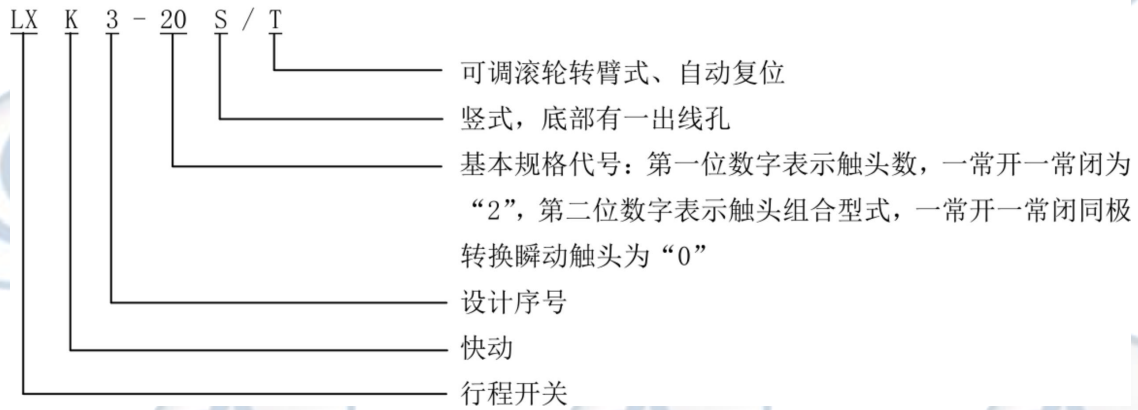 LX K 3 - 20 S / T
可调滚轮转臂式、自动复位
竖式，底部有一出线孔
基本规格代号：第一位数字表示触头数，一常开一常闭为
“2”，第二位数字表示触头组合型式，一常开一常闭同极
转换瞬动触头为“0”
设计序号
快动
行程开关